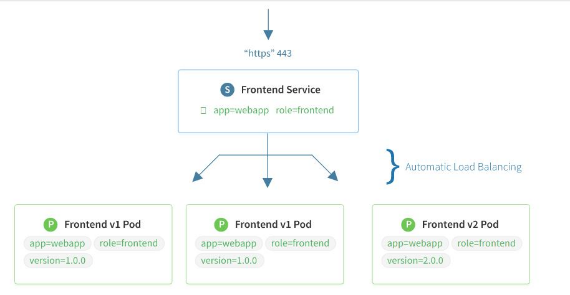 "https" 443
S Frontend Service
app=webapp role=frontend
Automatic Load Balancing
P Frontend v1 Pod
app=webapp role=frontend
version=1.0.0
P Frontend v1 Pod
app=webapp role=frontend
version=1.0.0
P Frontend v2 Pod
app=webapp role=frontend
version=2.0.0